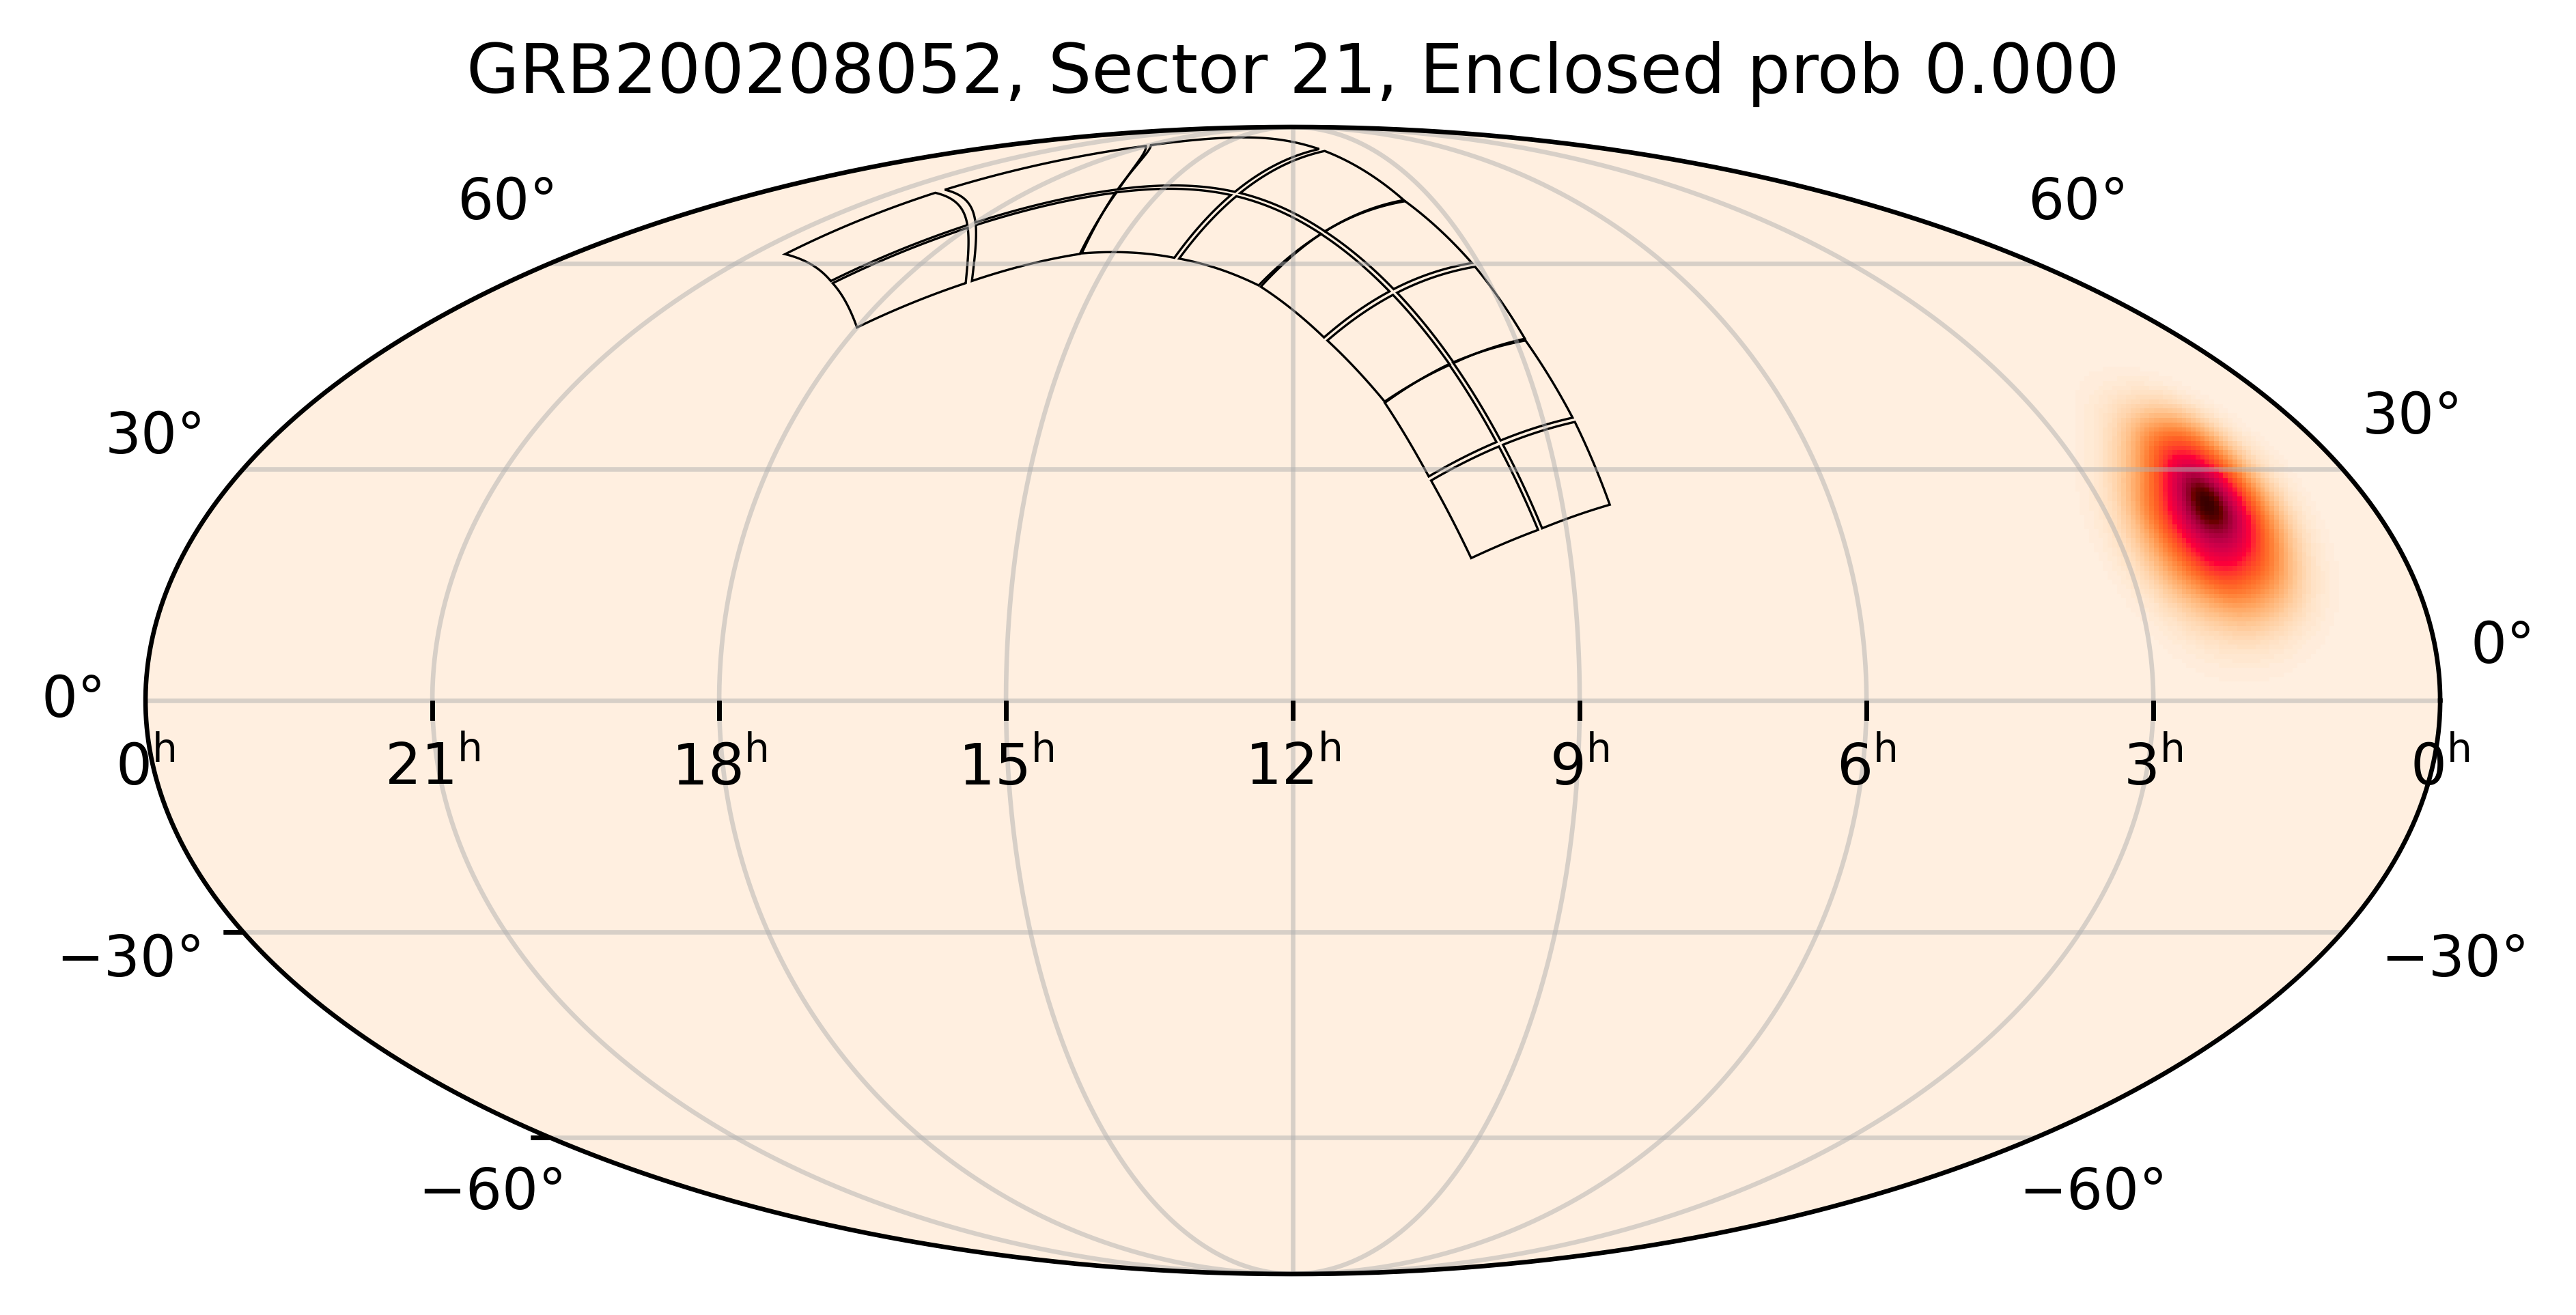 GRB200208052, Sector 21, Enclosed prob 0.000
60° 60°
30° 30°
0° 0°
0ʰ 21ʰ 18ʰ 15ʰ 12ʰ 9ʰ 6ʰ 3ʰ 0ʰ
−30° −30°
−60° −60°